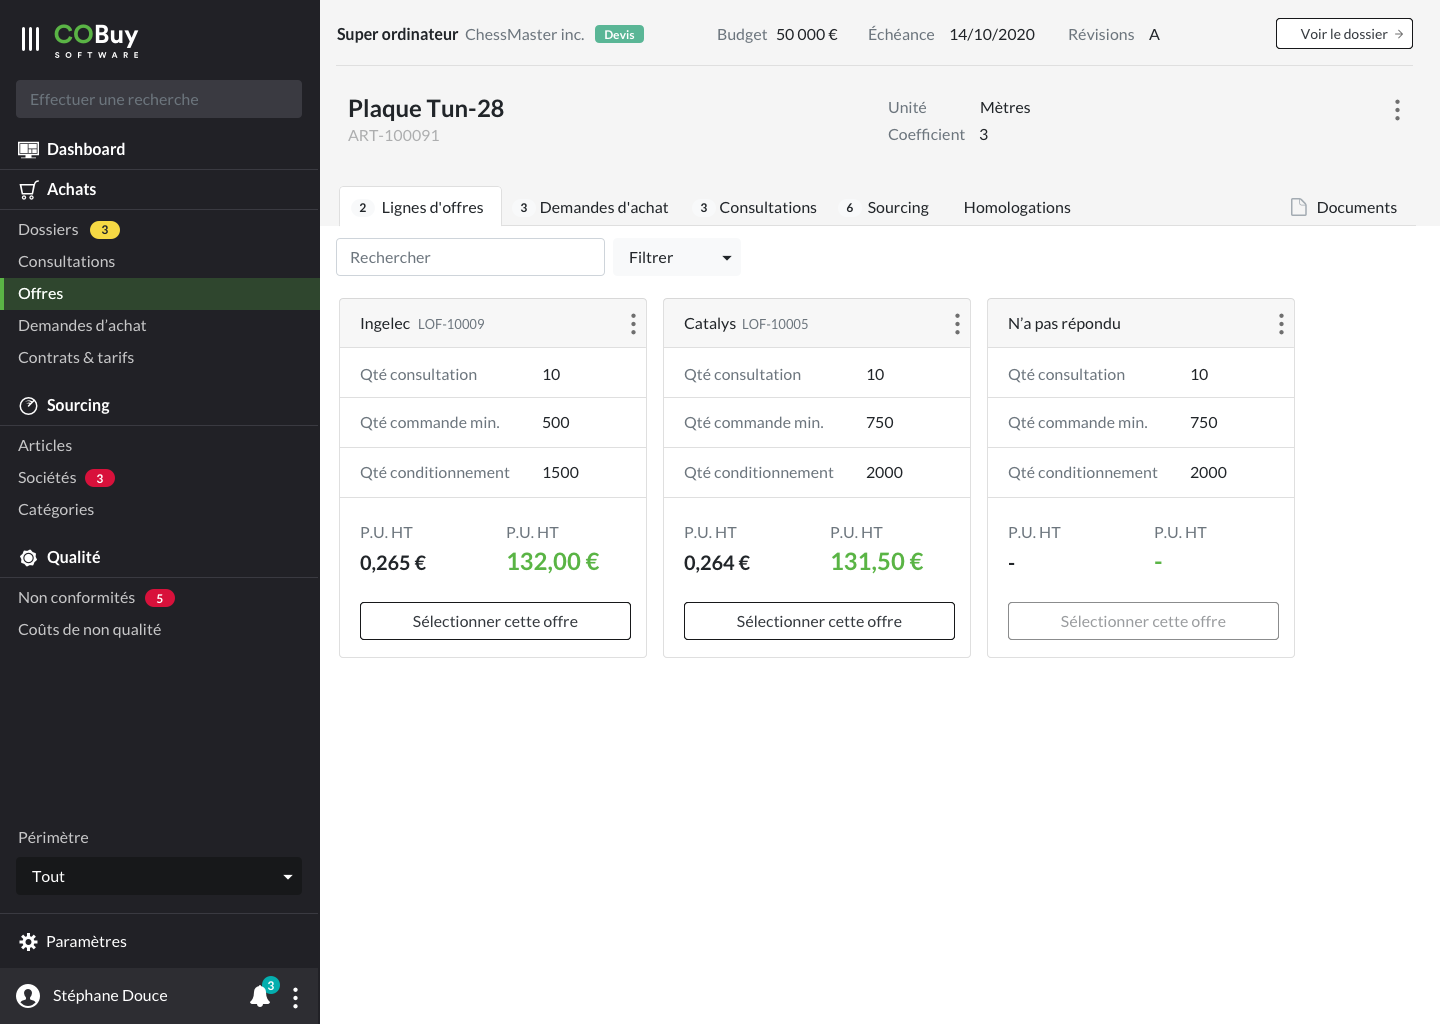 COBuy
SOFTWARE
Effectuer une recherche
Dashboard
Achats
Dossiers 3
Consultations
Offres
Demandes d’achat
Contrats & tarifs
Sourcing
Articles
Sociétés 3
Catégories
Qualité
Non conformités 5
Coûts de non qualité
Périmètre
Tout
Paramètres
Stéphane Douce 3
Super ordinateur ChessMaster inc. Devis Budget 50 000 € Échéance 14/10/2020 Révisions A Voir le dossier →
Plaque Tun-28 Unité Mètres
ART-100091 Coefficient 3
2 Lignes d'offres 3 Demandes d'achat 3 Consultations 6 Sourcing Homologations Documents
Rechercher Filtrer
Ingelec LOF-10009
Qté consultation 10
Qté commande min. 500
Qté conditionnement 1500
P.U. HT P.U. HT
0,265 € 132,00 €
Sélectionner cette offre
Catalys LOF-10005
Qté consultation 10
Qté commande min. 750
Qté conditionnement 2000
P.U. HT P.U. HT
0,264 € 131,50 €
Sélectionner cette offre
N’a pas répondu
Qté consultation 10
Qté commande min. 750
Qté conditionnement 2000
P.U. HT P.U. HT
- -
Sélectionner cette offre